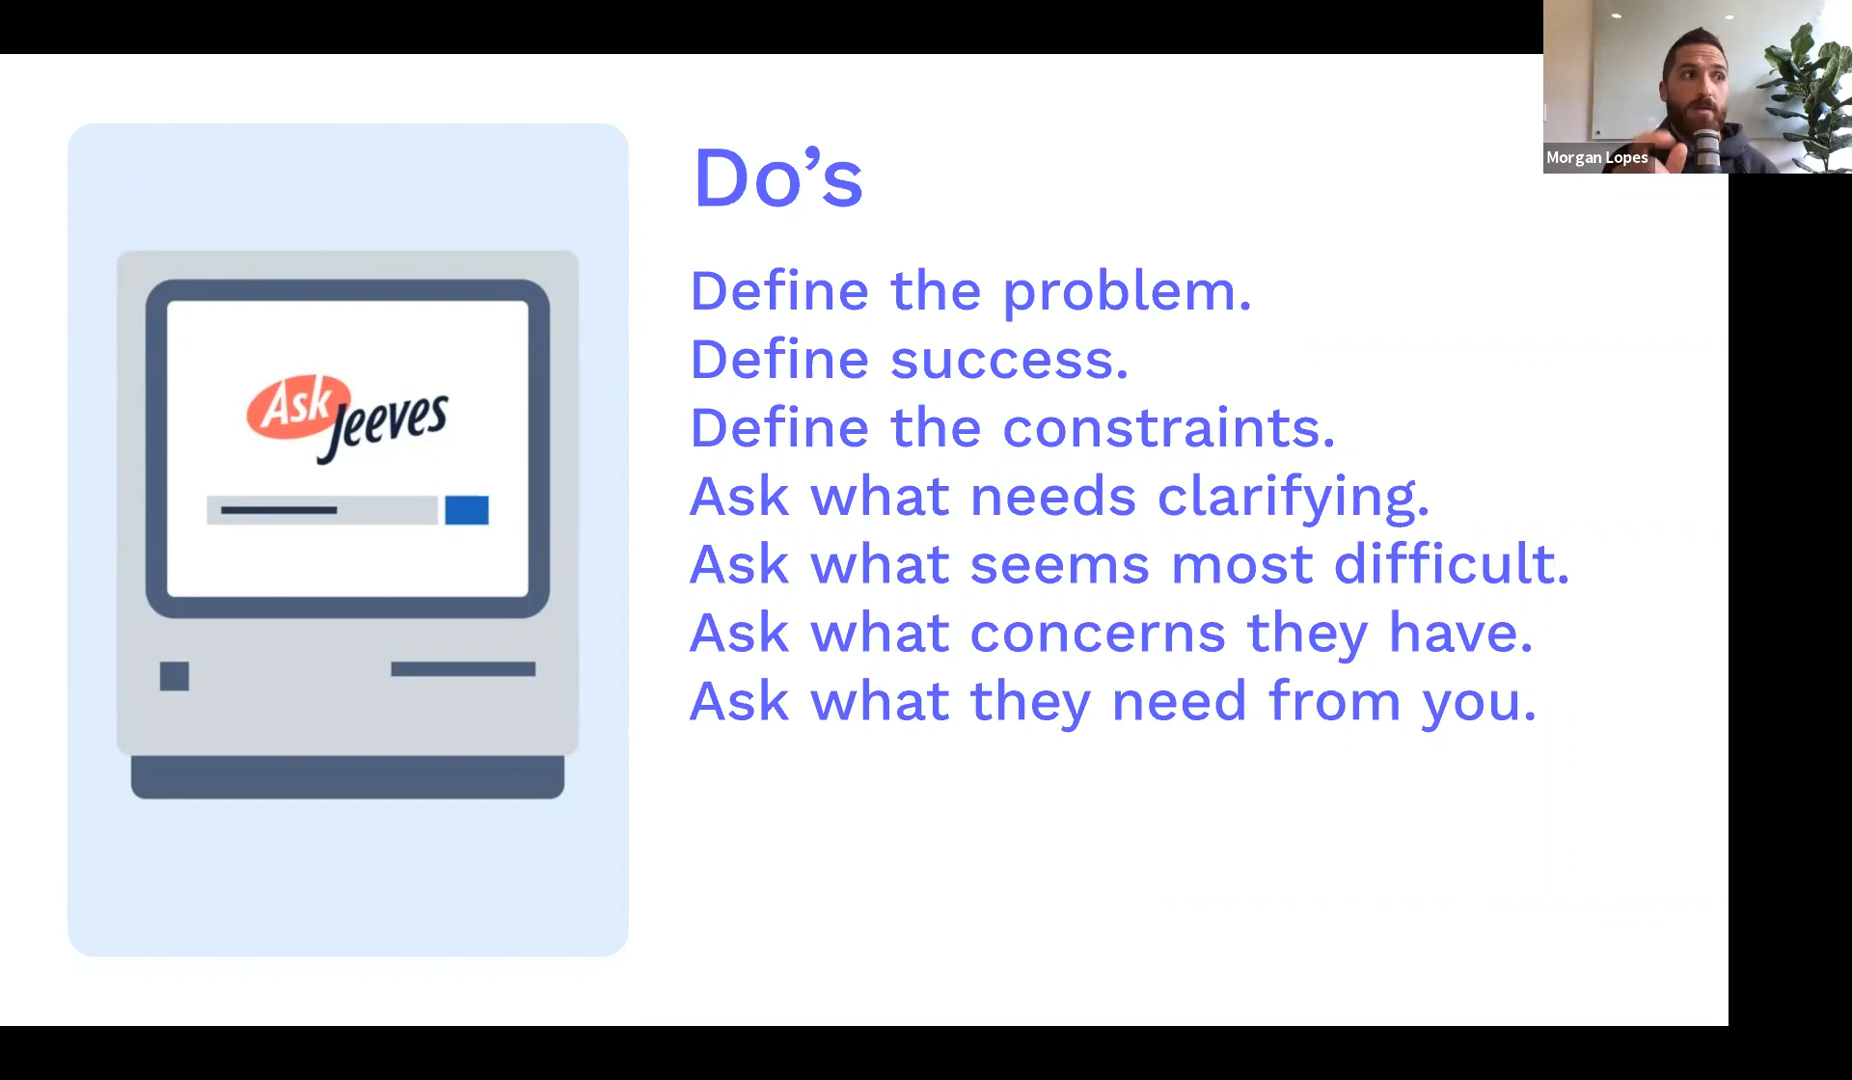 Do’s
Define the problem.
Define success.
Define the constraints.
Ask what needs clarifying.
Ask what seems most difficult.
Ask what concerns they have.
Ask what they need from you.
Ask
Jeeves
Morgan Lopes